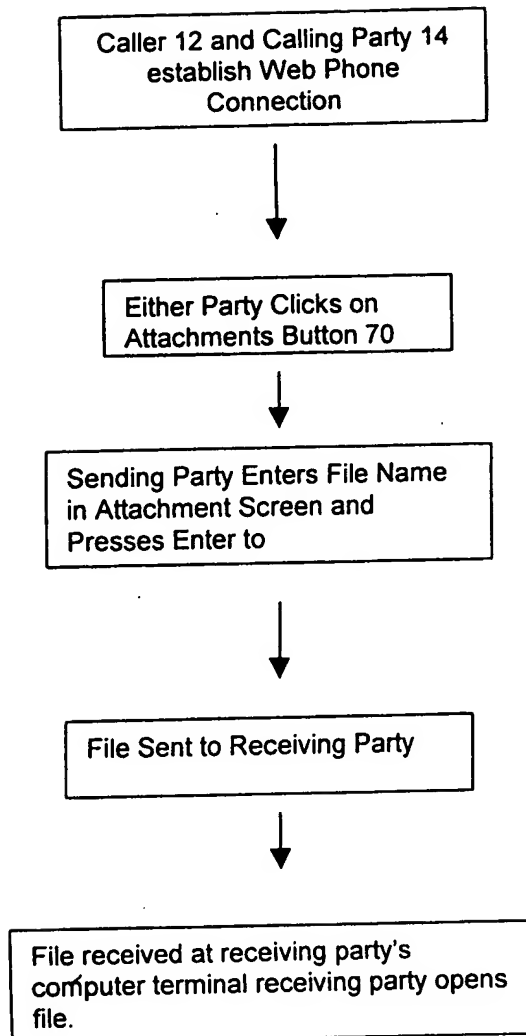 Caller 12 and Calling Party 14
establish Web Phone
Connection
Either Party Clicks on
Attachments Button 70
Sending Party Enters File Name
in Attachment Screen and
Presses Enter to
File Sent to Receiving Party
File received at receiving party's
computer terminal receiving party opens
file.